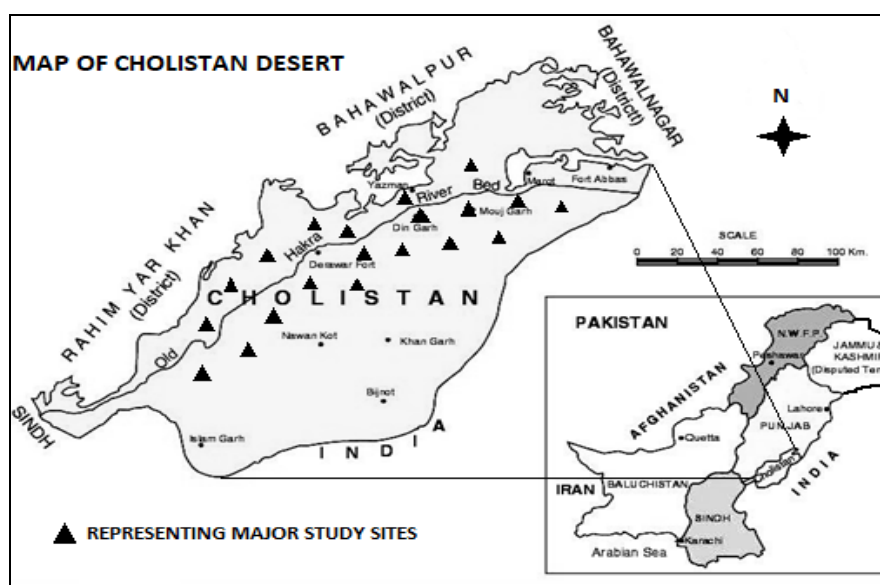 MAP OF CHOLISTAN DESERT
BAHAWALPUR
(District)
BAHAWALNAGAR
(District)
N
RAHIM YAR KHAN
(District)
SINDH
Yazman
Marot
Fort Abbas
Old Hakra River Bed
Mouj Garh
Din Garh
Derawar Fort
CHOLISTAN
Nawan Kot
Khan Garh
Bijnot
Islam Garh
INDIA
SCALE
0 20 40 60 80 100 Km.
REPRESENTING MAJOR STUDY SITES
PAKISTAN
N.W.F.P.
Peshawar
JAMMU &
KASHMIR
(Disputed Ter
AFGHANISTAN
Lahore
PUNJAB
Quetta
Cholistan
INDIA
IRAN
BALUCHISTAN
SINDH
Karachi
Arabian Sea